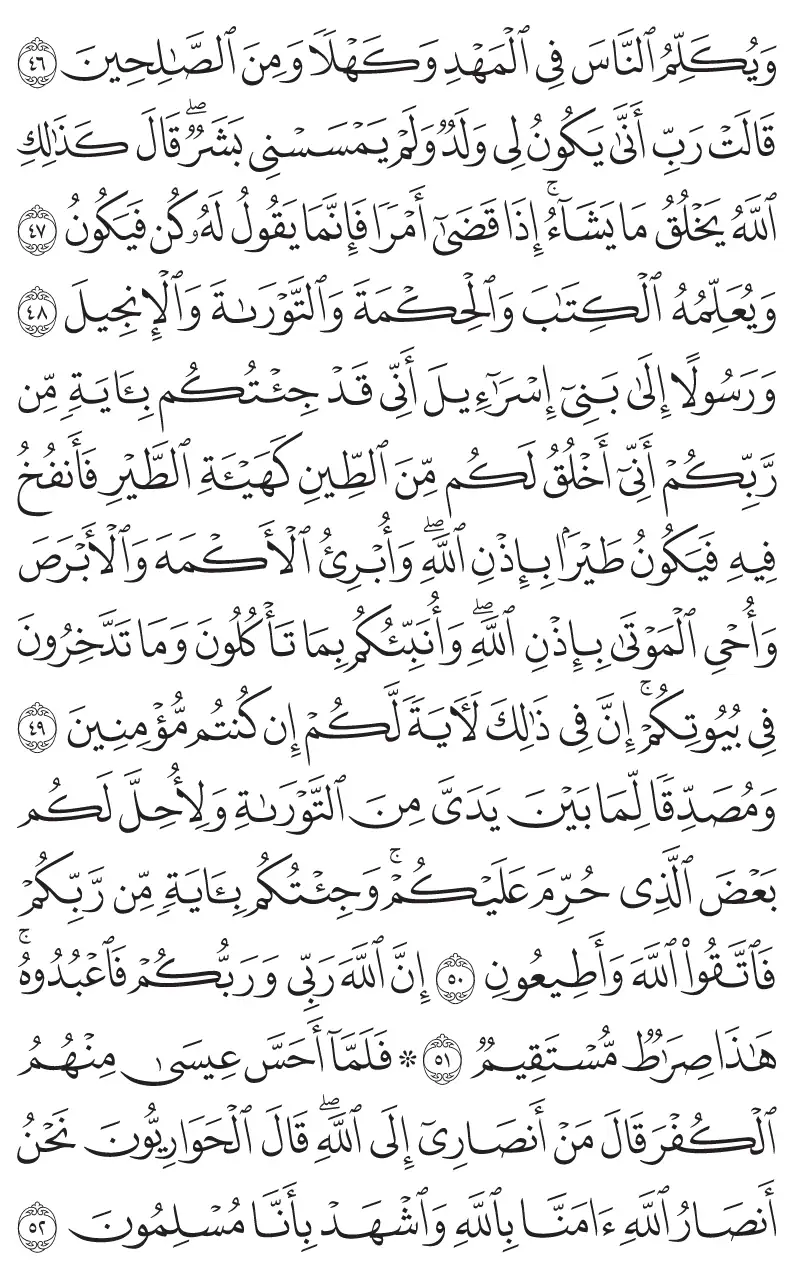 وَيُكَلِّمُ ٱلنَّاسَ فِي ٱلۡمَهۡدِ وَكَهۡلٗا وَمِنَ ٱلصَّٰلِحِينَ ٤٦
قَالَتۡ رَبِّ أَنَّىٰ يَكُونُ لِي وَلَدٞ وَلَمۡ يَمۡسَسۡنِي بَشَرٞۖ قَالَ كَذَٰلِكِ
ٱللَّهُ يَخۡلُقُ مَا يَشَآءُۚ إِذَا قَضَىٰٓ أَمۡرٗا فَإِنَّمَا يَقُولُ لَهُۥ كُن فَيَكُونُ ٤٧
وَيُعَلِّمُهُ ٱلۡكِتَٰبَ وَٱلۡحِكۡمَةَ وَٱلتَّوۡرَىٰةَ وَٱلۡإِنجِيلَ ٤٨
وَرَسُولًا إِلَىٰ بَنِيٓ إِسۡرَٰٓءِيلَ أَنِّي قَدۡ جِئۡتُكُم بِـَٔايَةٖ مِّن
رَّبِّكُمۡ أَنِّيٓ أَخۡلُقُ لَكُم مِّنَ ٱلطِّينِ كَهَيۡـَٔةِ ٱلطَّيۡرِ فَأَنفُخُ
فِيهِ فَيَكُونُ طَيۡرَۢا بِإِذۡنِ ٱللَّهِۖ وَأُبۡرِئُ ٱلۡأَكۡمَهَ وَٱلۡأَبۡرَصَ
وَأُحۡيِ ٱلۡمَوۡتَىٰ بِإِذۡنِ ٱللَّهِۖ وَأُنَبِّئُكُم بِمَا تَأۡكُلُونَ وَمَا تَدَّخِرُونَ
فِي بُيُوتِكُمۡۚ إِنَّ فِي ذَٰلِكَ لَأٓيَةٗ لَّكُمۡ إِن كُنتُم مُّؤۡمِنِينَ ٤٩
وَمُصَدِّقٗا لِّمَا بَيۡنَ يَدَيَّ مِنَ ٱلتَّوۡرَىٰةِ وَلِأُحِلَّ لَكُم
بَعۡضَ ٱلَّذِي حُرِّمَ عَلَيۡكُمۡۚ وَجِئۡتُكُم بِـَٔايَةٖ مِّن رَّبِّكُمۡ
فَٱتَّقُواْ ٱللَّهَ وَأَطِيعُونِ ٥٠ إِنَّ ٱللَّهَ رَبِّي وَرَبُّكُمۡ فَٱعۡبُدُوهُۚ
هَٰذَا صِرَٰطٞ مُّسۡتَقِيمٞ ٥١ ۞ فَلَمَّآ أَحَسَّ عِيسَىٰ مِنۡهُمُ
ٱلۡكُفۡرَ قَالَ مَنۡ أَنصَارِيٓ إِلَى ٱللَّهِۖ قَالَ ٱلۡحَوَارِيُّونَ نَحۡنُ
أَنصَارُ ٱللَّهِ ءَامَنَّا بِٱللَّهِ وَٱشۡهَدۡ بِأَنَّا مُسۡلِمُونَ ٥٢